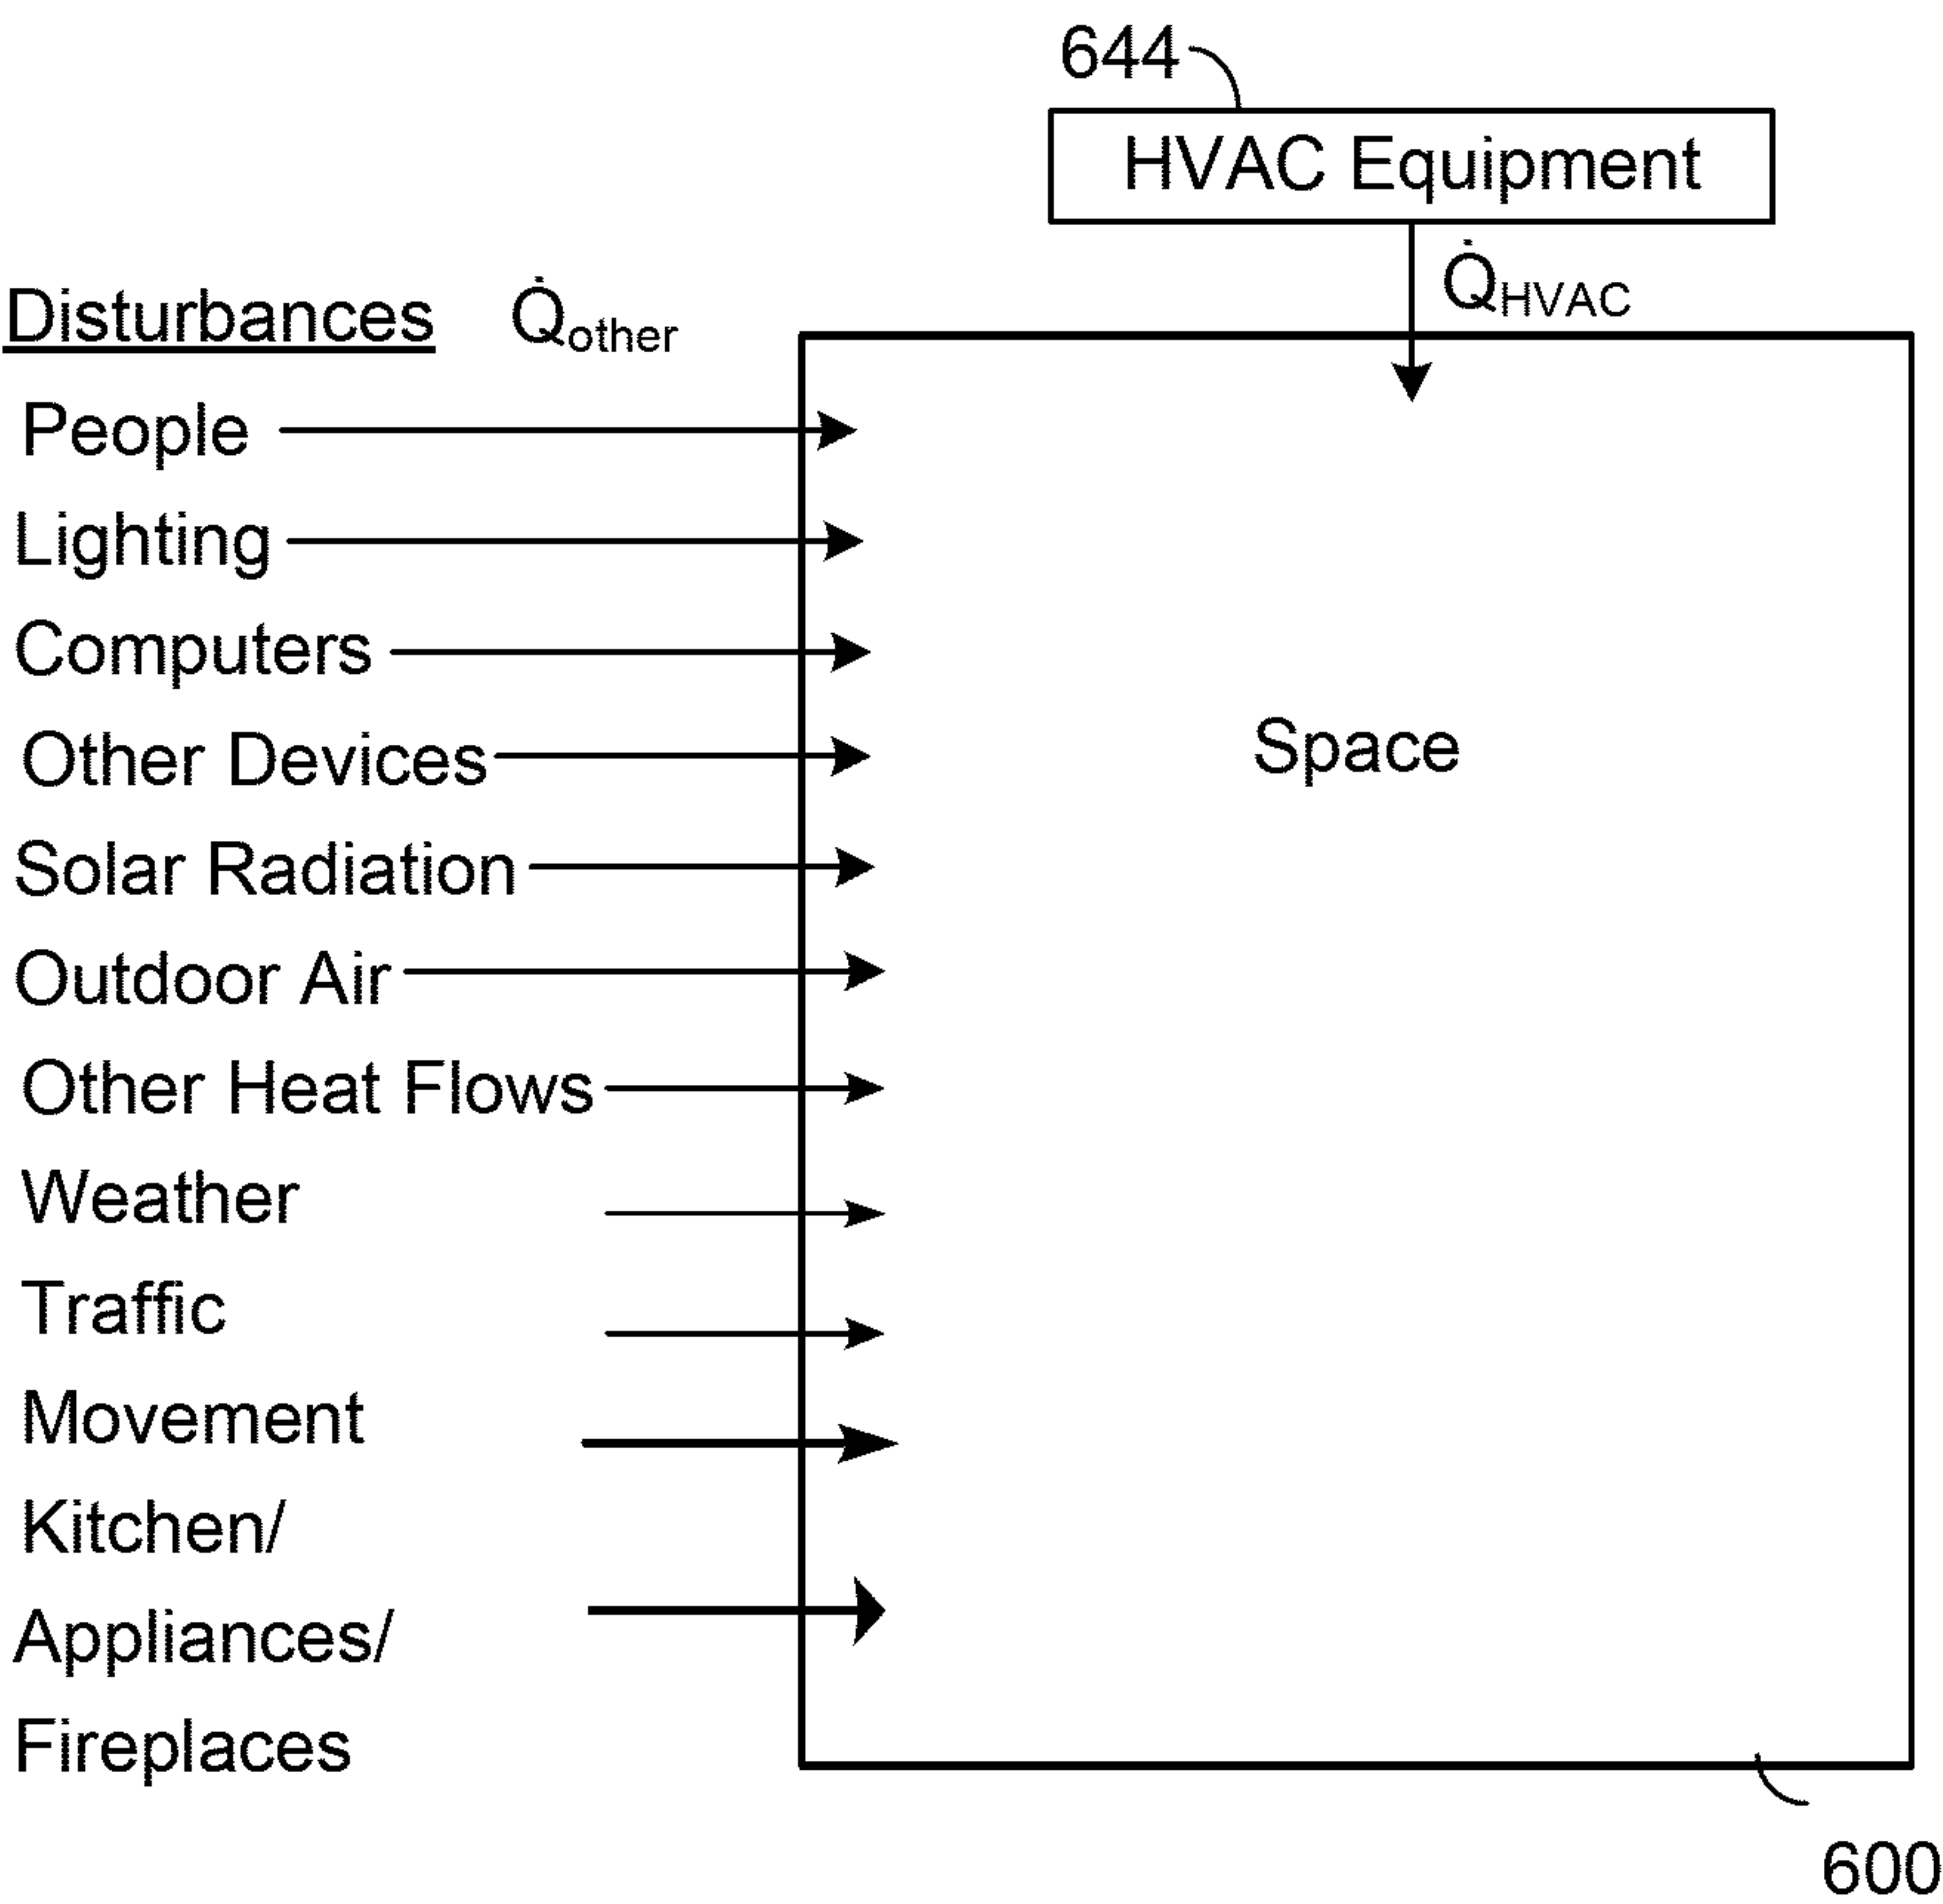 644
HVAC Equipment
Q̇HVAC
Disturbances Q̇other
People
Lighting
Computers
Other Devices
Space
Solar Radiation
Outdoor Air
Other Heat Flows
Weather
Traffic
Movement
Kitchen/
Appliances/
Fireplaces
600